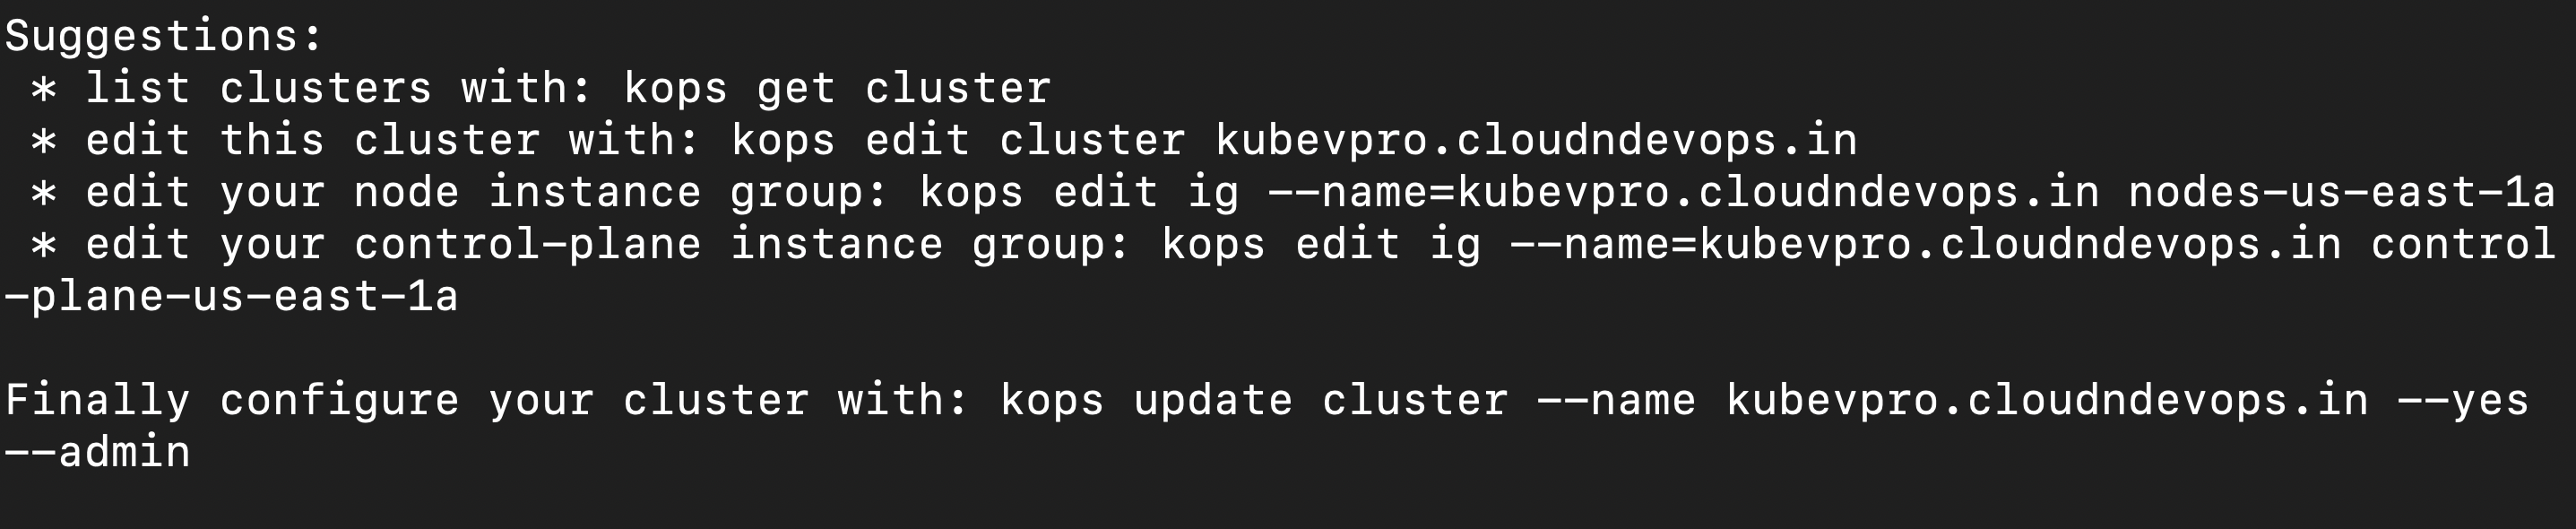 Suggestions:
 * list clusters with: kops get cluster
 * edit this cluster with: kops edit cluster kubevpro.cloudndevops.in
 * edit your node instance group: kops edit ig --name=kubevpro.cloudndevops.in nodes-us-east-1a
 * edit your control-plane instance group: kops edit ig --name=kubevpro.cloudndevops.in control
-plane-us-east-1a

Finally configure your cluster with: kops update cluster --name kubevpro.cloudndevops.in --yes
--admin